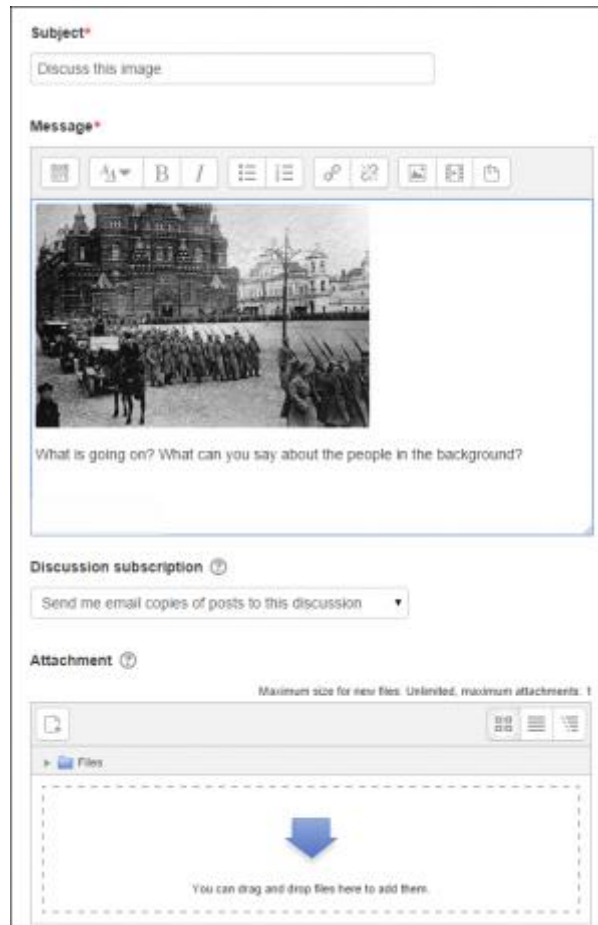 Subject*
Discuss this image
Message*
What is going on? What can you say about the people in the background?
Discussion subscription
Send me email copies of posts to this discussion
Attachment
Maximum size for new files: Unlimited, maximum attachments: 1
Files
You can drag and drop files here to add them.